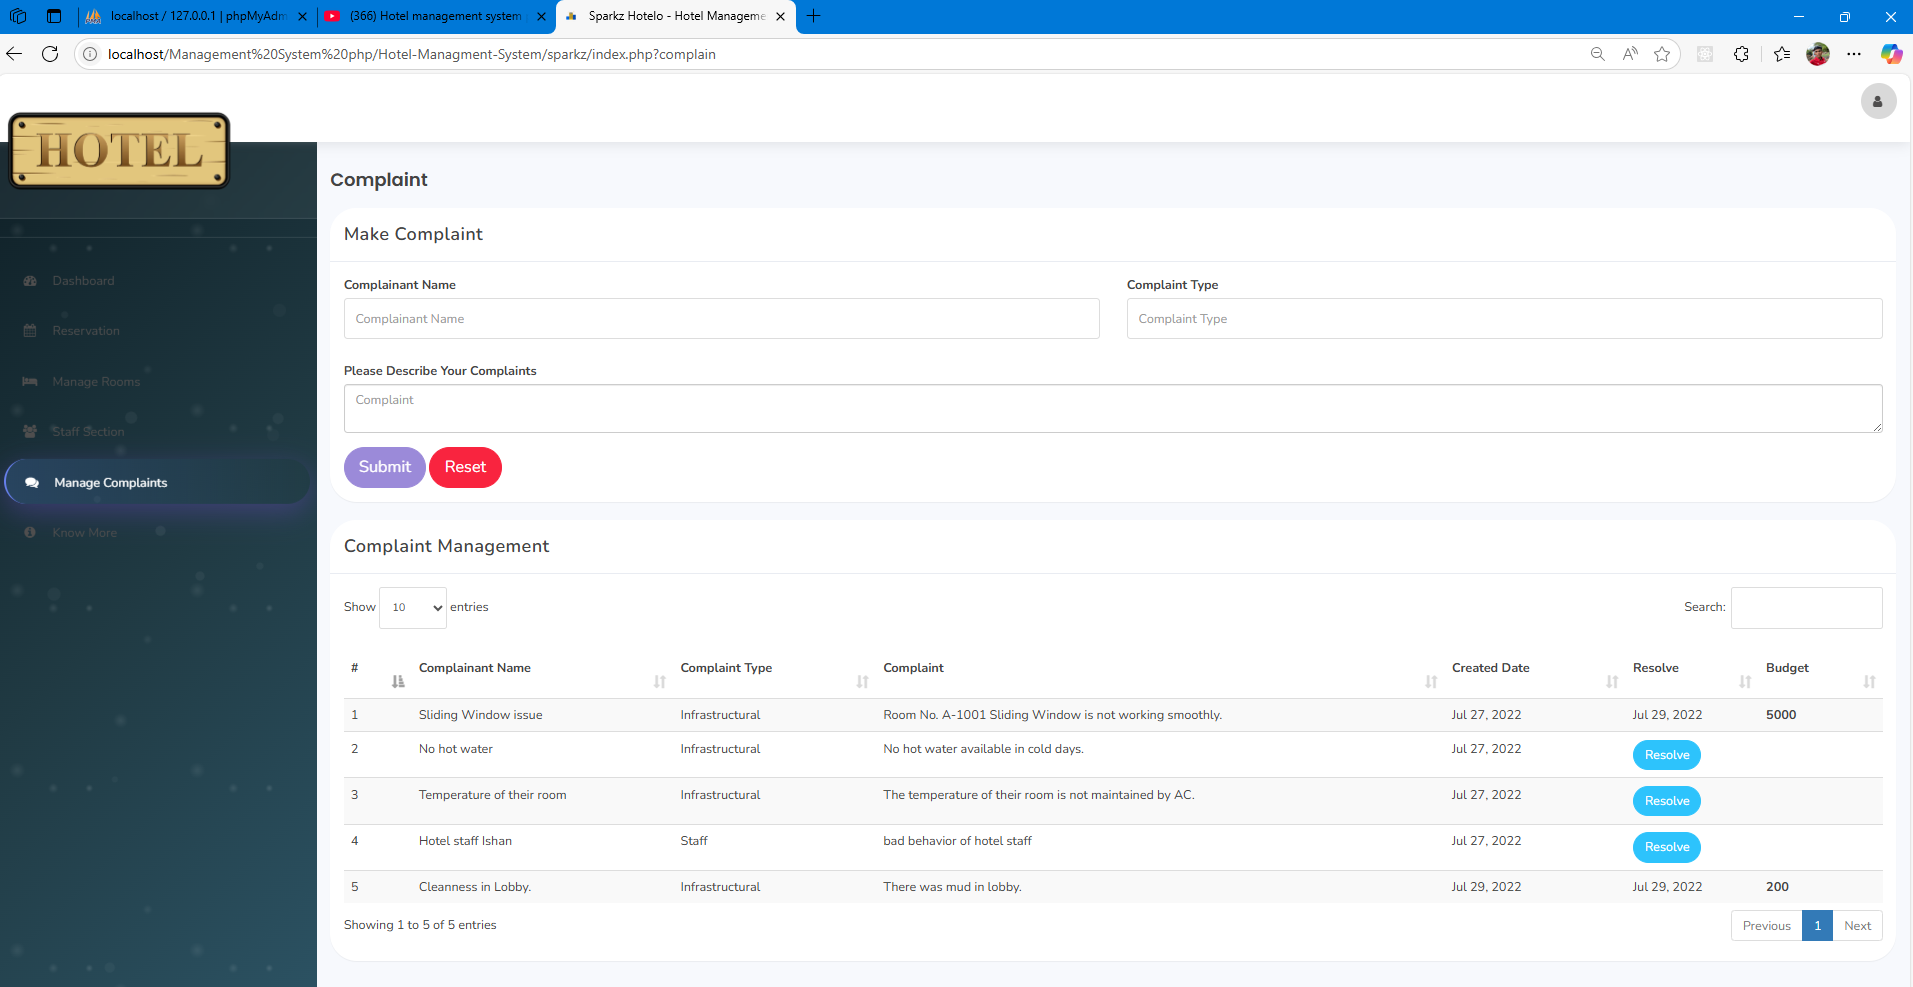 localhost / 127.0.0.1 | phpMyAdm
(366) Hotel management system
Sparkz Hotelo - Hotel Manageme
localhost/Management%20System%20php/Hotel-Managment-System/sparkz/index.php?complain
HOTEL
Dashboard
Reservation
Manage Rooms
Staff Section
Manage Complaints
Know More
Complaint
Make Complaint
Complainant Name Complaint Type
Complainant Name Complaint Type
Please Describe Your Complaints
Complaint
Submit Reset
Complaint Management
Show 10 entries Search:
# Complainant Name Complaint Type Complaint Created Date Resolve Budget
1 Sliding Window issue Infrastructural Room No. A-1001 Sliding Window is not working smoothly. Jul 27, 2022 Jul 29, 2022 5000
2 No hot water Infrastructural No hot water available in cold days. Jul 27, 2022 Resolve
3 Temperature of their room Infrastructural The temperature of their room is not maintained by AC. Jul 27, 2022 Resolve
4 Hotel staff Ishan Staff bad behavior of hotel staff Jul 27, 2022 Resolve
5 Cleanness in Lobby. Infrastructural There was mud in lobby. Jul 29, 2022 Jul 29, 2022 200
Showing 1 to 5 of 5 entries Previous 1 Next